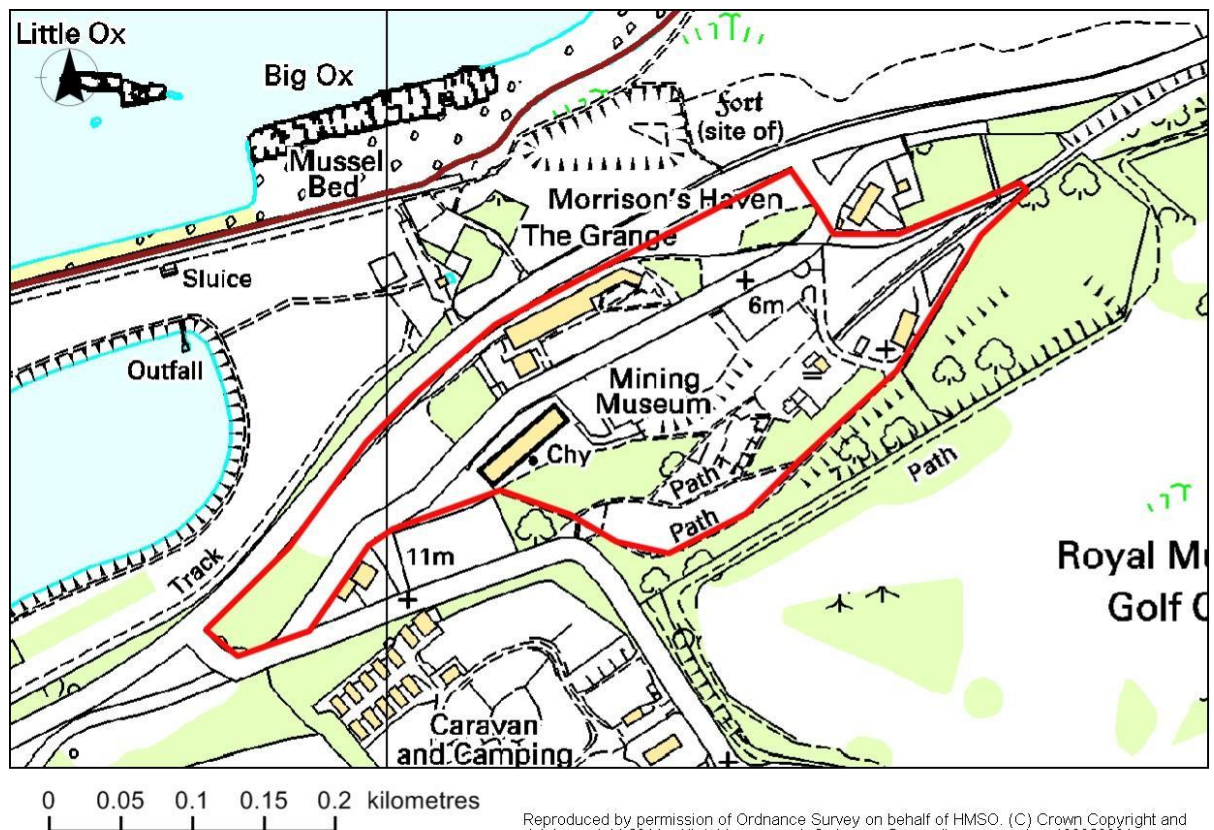 Little Ox
Big Ox
Mussel
Bed
Fort
(site of)
Morrison's Haven
The Grange
Sluice
Outfall
6m
Mining
Museum
Chy
Path
Path
Path
Track
11m
Royal Mu
Golf C
Caravan
and Camping
0 0.05 0.1 0.15 0.2 kilometres
Reproduced by permission of Ordnance Survey on behalf of HMSO. (C) Crown Copyright and